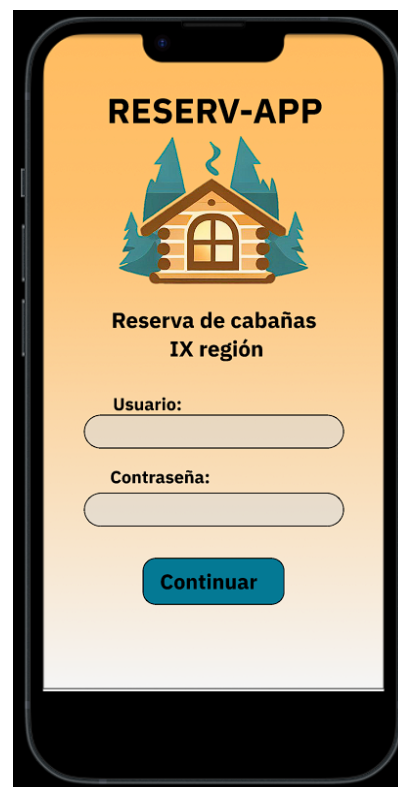 RESERV-APP
Reserva de cabañas
IX región
Usuario:
Contraseña:
Continuar